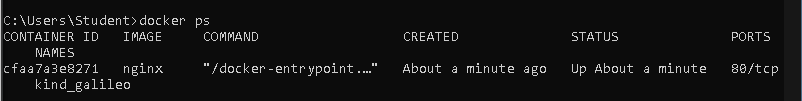 C:\Users\Student>docker ps
CONTAINER ID   IMAGE     COMMAND                  CREATED              STATUS              PORTS
    NAMES
cfaa7a3e8271   nginx     "/docker-entrypoint.…"   About a minute ago   Up About a minute   80/tcp
    kind_galileo